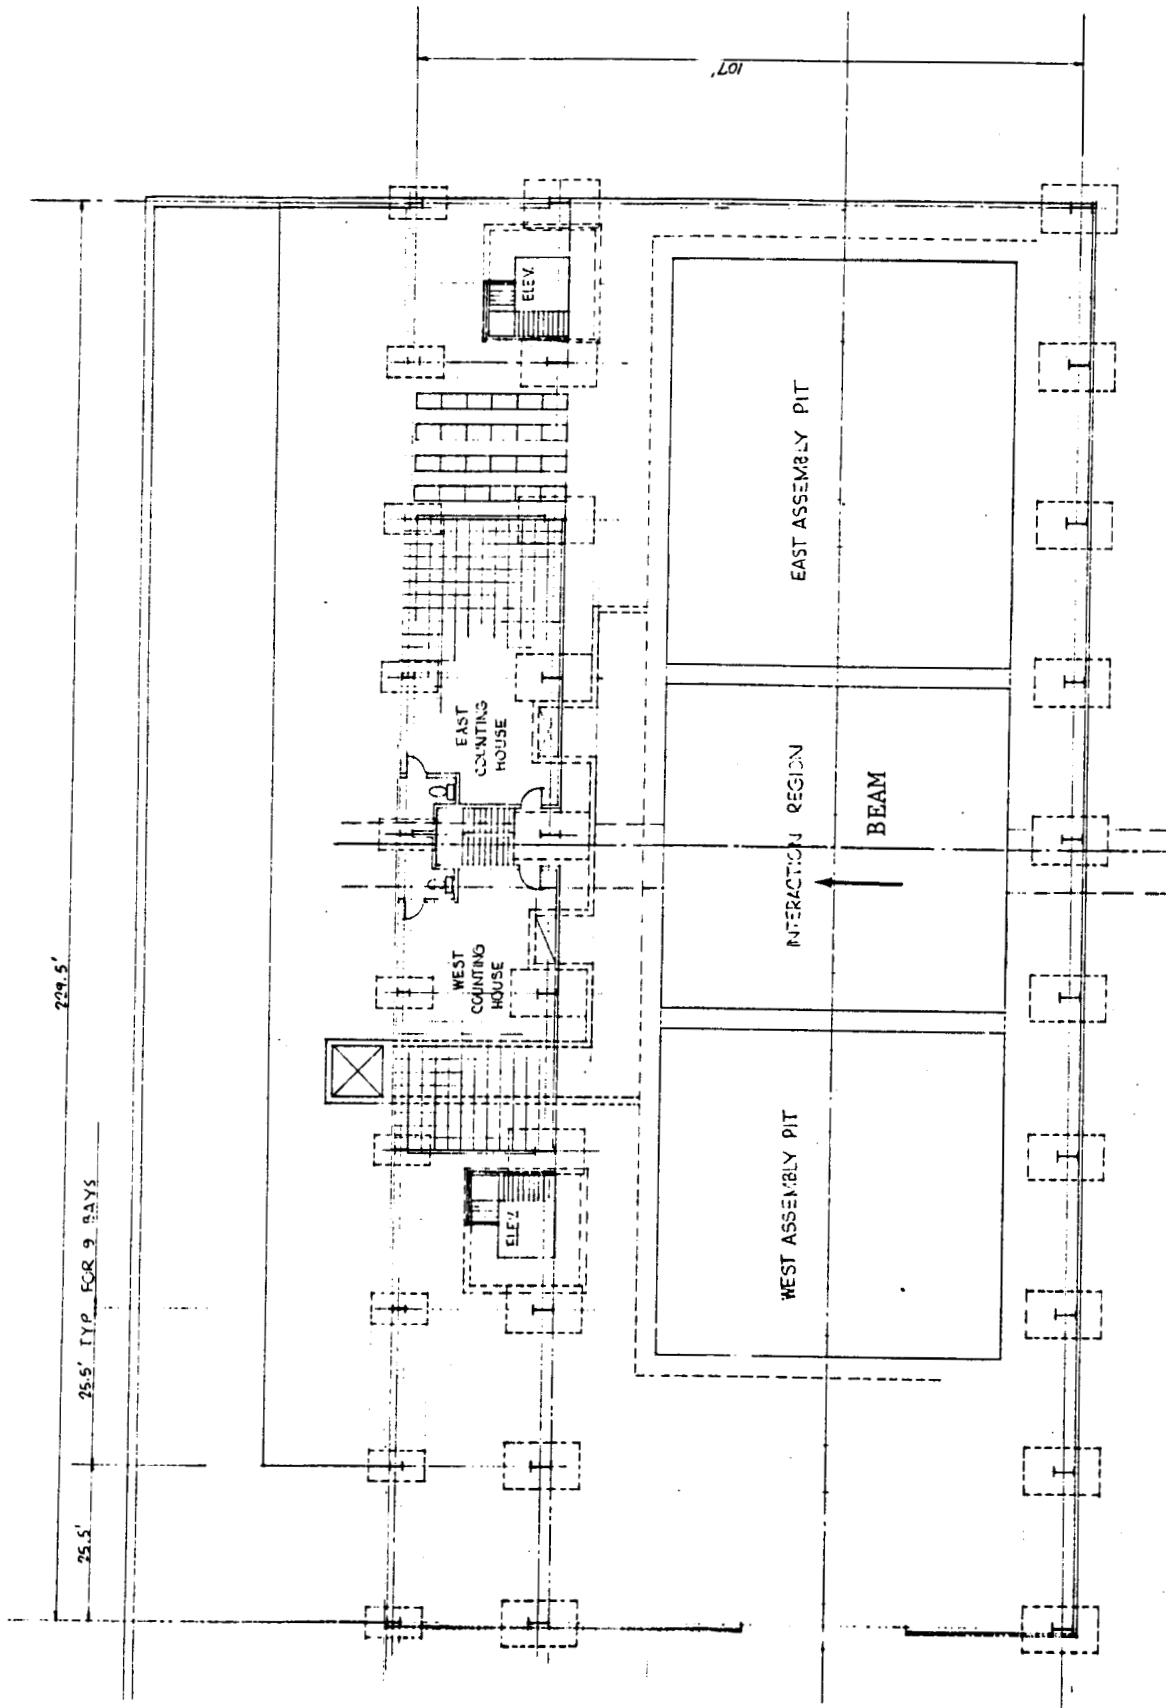 107'
229.5'
25.5' TYP. FOR 9 BAYS
25.5'
ELEV.
EAST
COUNTING
HOUSE
WEST
COUNTING
HOUSE
ELEV.
EAST ASSEMBLY PIT
INTERACTION REGION
BEAM
WEST ASSEMBLY PIT